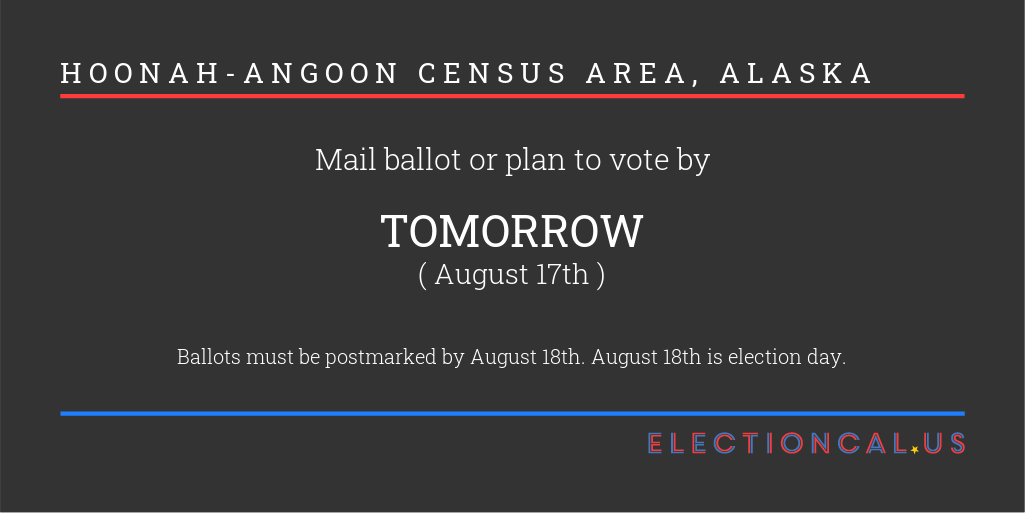 HOONAH-ANGOON CENSUS AREA, ALASKA
Mail ballot or plan to vote by
TOMORROW
( August 17th )
Ballots must be postmarked by August 18th. August 18th is election day.
ELECTIONCAL.US